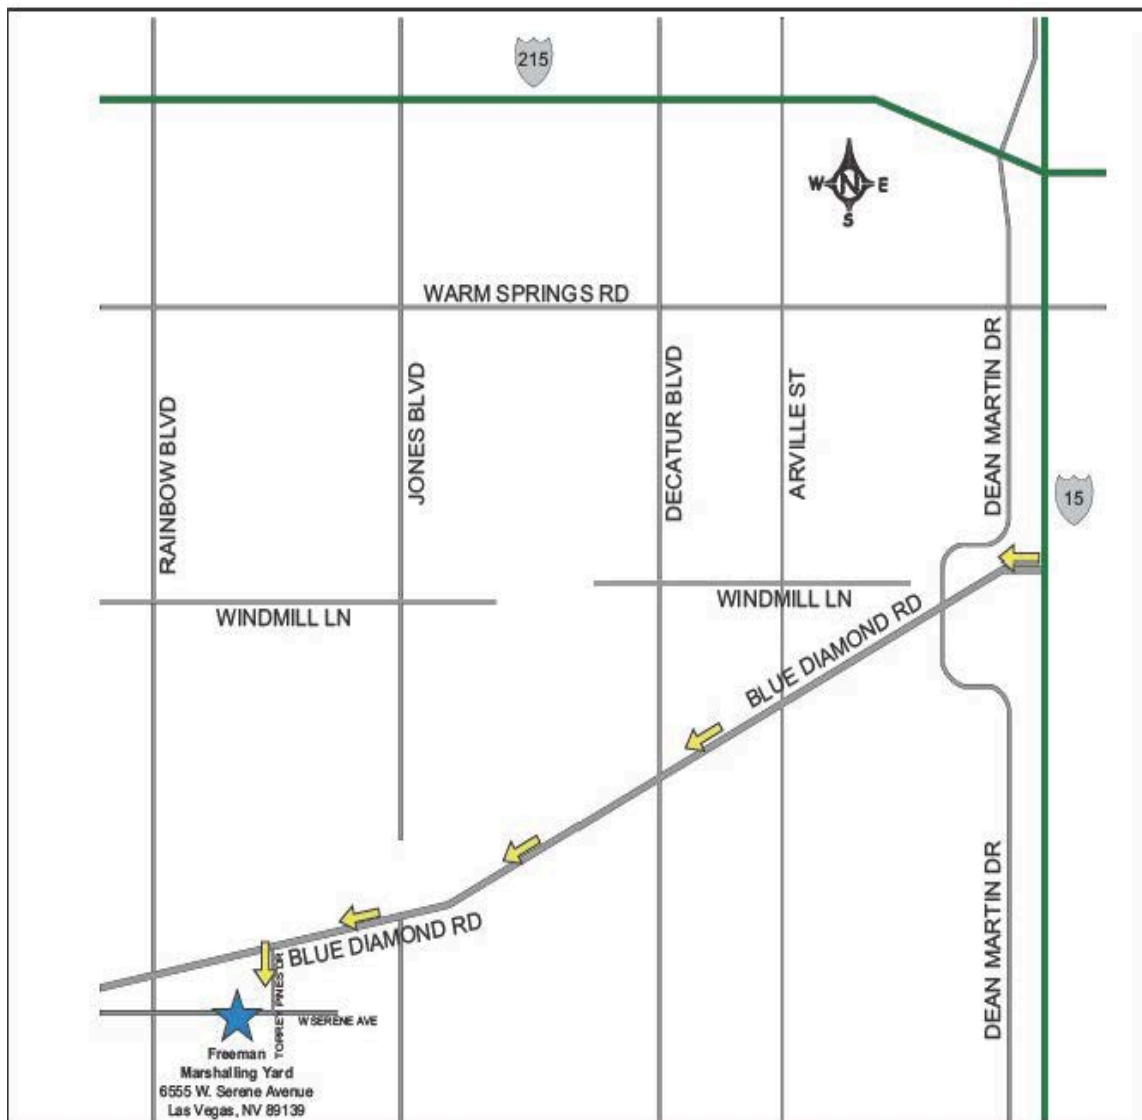 215
W N E
S
WARM SPRINGS RD
RAINBOW BLVD
JONES BLVD
DECATUR BLVD
ARVILLE ST
DEAN MARTIN DR
15
WINDMILL LN
WINDMILL LN
BLUE DIAMOND RD
DEAN MARTIN DR
BLUE DIAMOND RD
TORREY PINES DR
W SERENE AVE
Freeman
Marshalling Yard
6555 W. Serene Avenue
Las Vegas, NV 89139